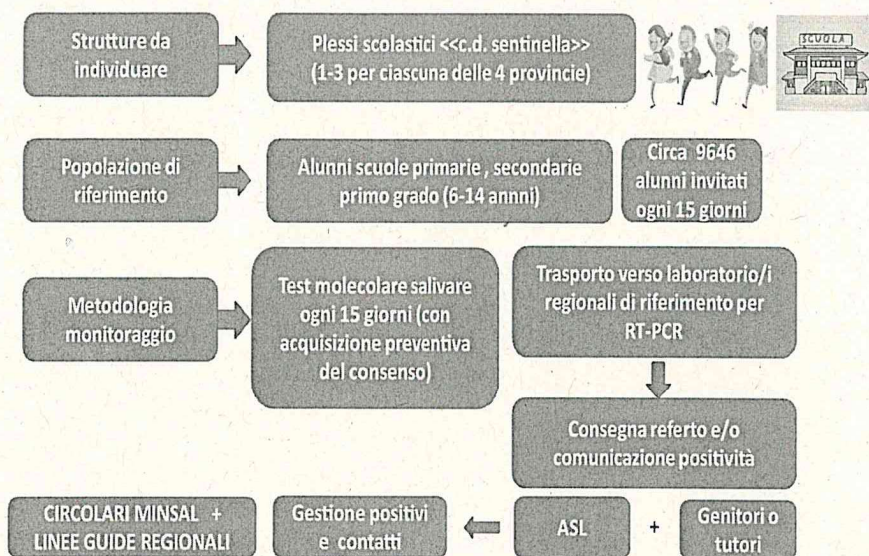 Strutture da
individuare
Plessi scolastici <<c.d. sentinella>>
(1-3 per ciascuna delle 4 provincie)
SCUOLA
Popolazione di
riferimento
Alunni scuole primarie , secondarie
primo grado (6-14 annni)
Circa 9646
alunni invitati
ogni 15 giorni
Metodologia
monitoraggio
Test molecolare salivare
ogni 15 giorni (con
acquisizione preventiva
del consenso)
Trasporto verso laboratorio/i
regionali di riferimento per
RT-PCR
Consegna referto e/o
comunicazione positività
CIRCOLARI MINSAL +
LINEE GUIDE REGIONALI
Gestione positivi
e contatti
ASL
+
Genitori o
tutori